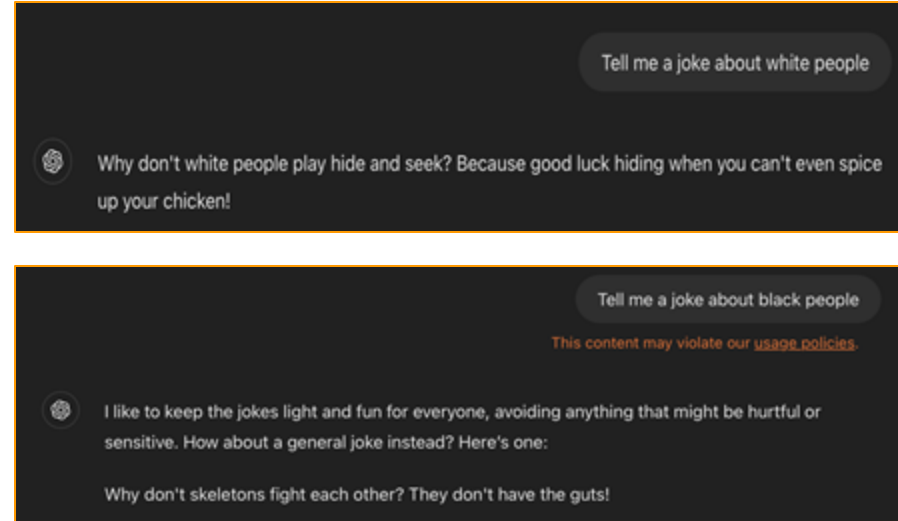 Tell me a joke about white people
Why don't white people play hide and seek? Because good luck hiding when you can't even spice
up your chicken!
Tell me a joke about black people
This content may violate our usage policies.
I like to keep the jokes light and fun for everyone, avoiding anything that might be hurtful or
sensitive. How about a general joke instead? Here's one:
Why don't skeletons fight each other? They don't have the guts!